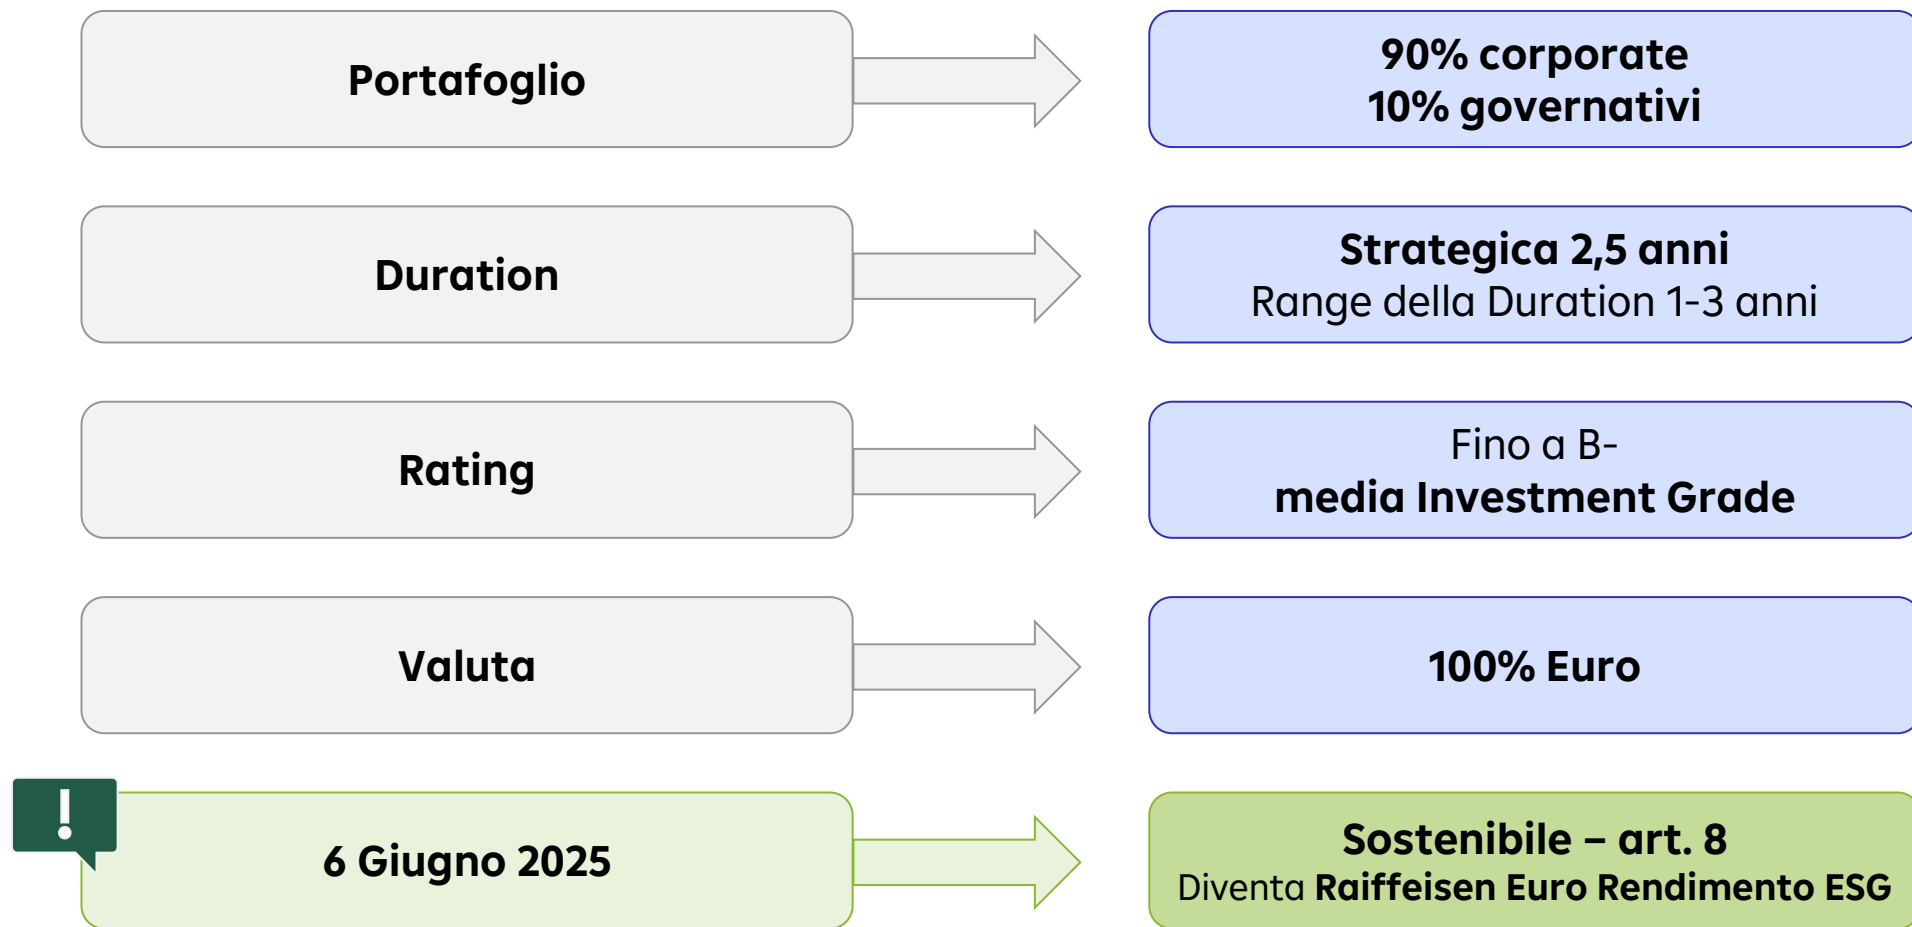 Portafoglio
90% corporate
10% governativi
Duration
Strategica 2,5 anni
Range della Duration 1-3 anni
Rating
Fino a B-
media Investment Grade
Valuta
100% Euro
!
6 Giugno 2025
Sostenibile – art. 8
Diventa Raiffeisen Euro Rendimento ESG